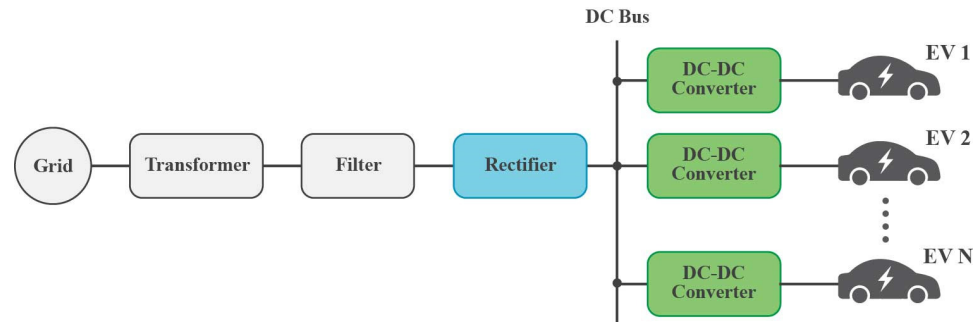 DC Bus
DC-DC
Converter
EV 1
Grid
Transformer
Filter
Rectifier
DC-DC
Converter
EV 2
DC-DC
Converter
EV N